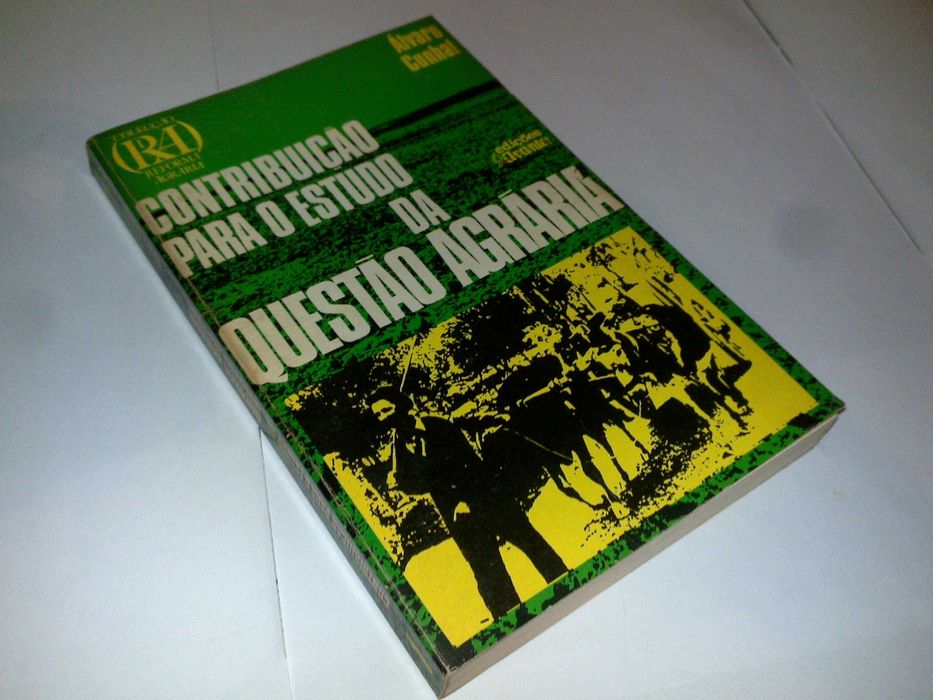 Álvaro
Cunhal
COLECÇÃO
RA
REFORMA
AGRÁRIA
CONTRIBUIÇÃO
PARA O ESTUDO
DA
QUESTÃO AGRÁRIA
edições
Avante!